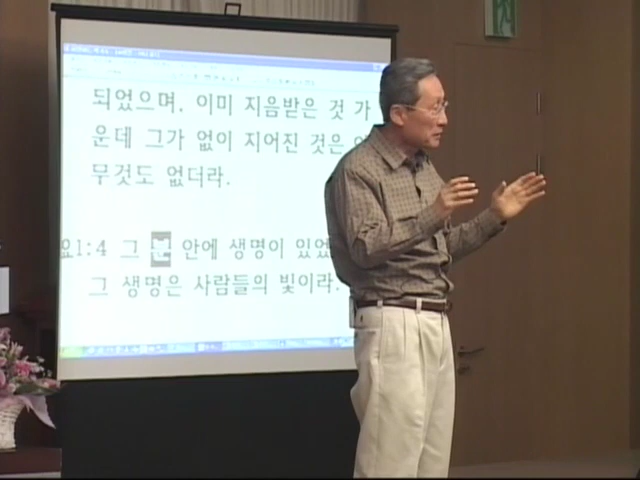 되었으며. 이미 지음받은 것 가
운데 그가 없이 지어진 것은
무것도 없더라.
요1:4 그 분 안에 생명이 있었
그 생명은 사람들의 빛이라.